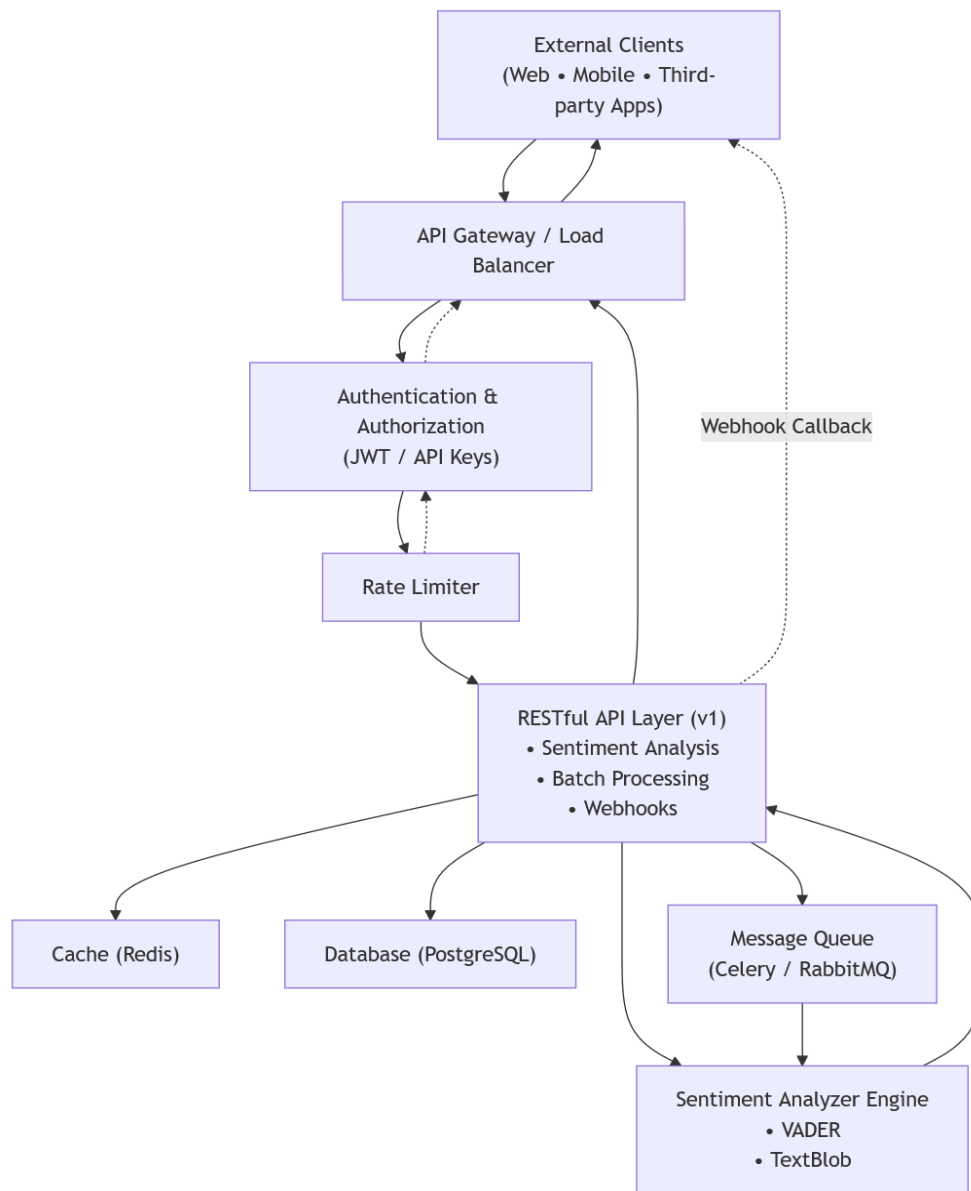 External Clients
(Web • Mobile • Third-
party Apps)
API Gateway / Load
Balancer
Authentication &
Authorization
(JWT / API Keys)
Webhook Callback
Rate Limiter
RESTful API Layer (v1)
• Sentiment Analysis
• Batch Processing
• Webhooks
Cache (Redis)
Database (PostgreSQL)
Message Queue
(Celery / RabbitMQ)
Sentiment Analyzer Engine
• VADER
• TextBlob